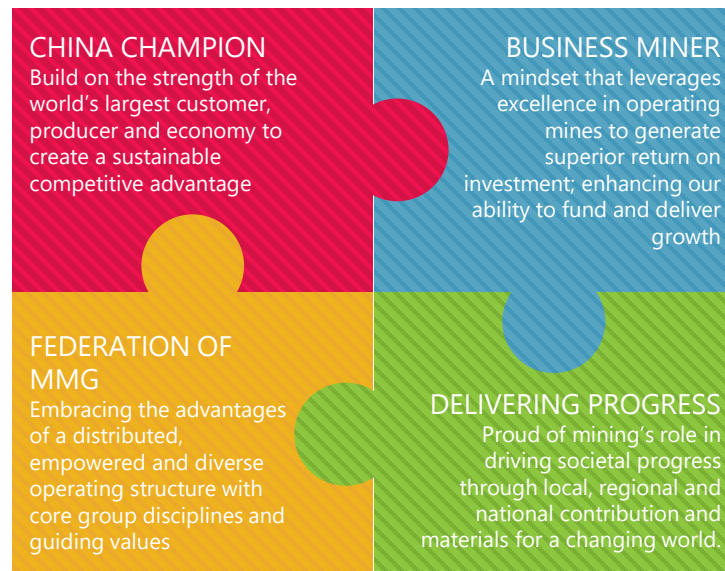 CHINA CHAMPION
Build on the strength of the
world's largest customer,
producer and economy to
create a sustainable
competitive advantage
BUSINESS MINER
A mindset that leverages
excellence in operating
mines to generate
superior return on
investment; enhancing our
ability to fund and deliver
growth
FEDERATION OF
MMG
Embracing the advantages
of a distributed,
empowered and diverse
operating structure with
core group disciplines and
guiding values
DELIVERING PROGRESS
Proud of mining's role in
driving societal progress
through local, regional and
national contribution and
materials for a changing world.